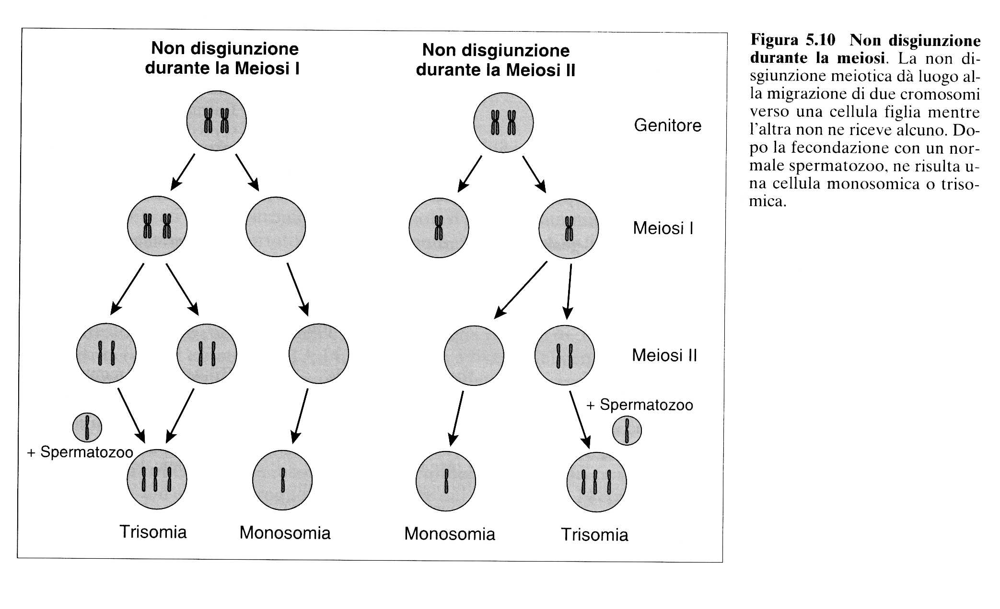 Non disgiunzione
durante la Meiosi I
Non disgiunzione
durante la Meiosi II
Genitore
Meiosi I
Meiosi II
+ Spermatozoo
+ Spermatozoo
Trisomia
Monosomia
Monosomia
Trisomia
Figura 5.10 Non disgiunzione
durante la meiosi. La non di-
sgiunzione meiotica dà luogo al-
la migrazione di due cromosomi
verso una cellula figlia mentre
l'altra non ne riceve alcuno. Do-
po la fecondazione con un nor-
male spermatozoo, ne risulta u-
na cellula monosomica o triso-
mica.